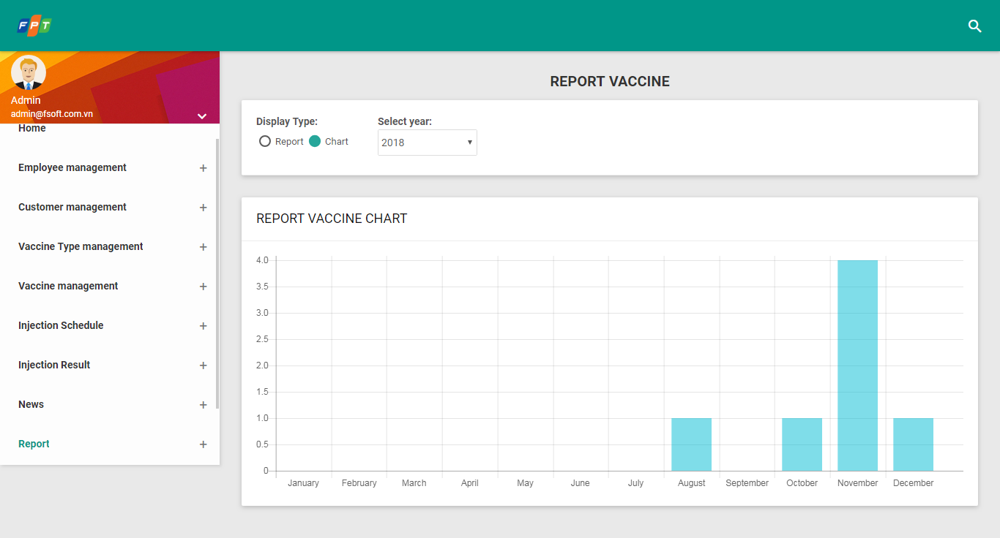 FPT
Admin
admin@fsoft.com.vn
Home
Employee management +
Customer management +
Vaccine Type management +
Vaccine management +
Injection Schedule +
Injection Result +
News +
Report +
REPORT VACCINE
Display Type: Select year:
Report Chart 2018
REPORT VACCINE CHART
4.0
3.5
3.0
2.5
2.0
1.5
1.0
0.5
0
January February March April May June July August September October November December